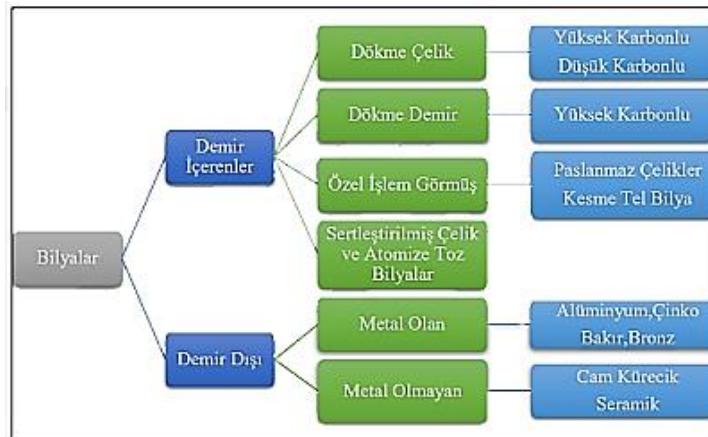 Bilyalar
Demir
İçerenler
Dökme Çelik
Yüksek Karbonlu
Düşük Karbonlu
Dökme Demir
Yüksek Karbonlu
Özel İşlem Görmüş
Paslanmaz Çelikler
Kesme Tel Bilya
Sertleştirilmiş Çelik
ve Atomize Toz
Bilyalar
Demir Dışı
Metal Olan
Alüminyum,Çinko
Bakır,Bronz
Metal Olmayan
Cam Kürecik
Seramik